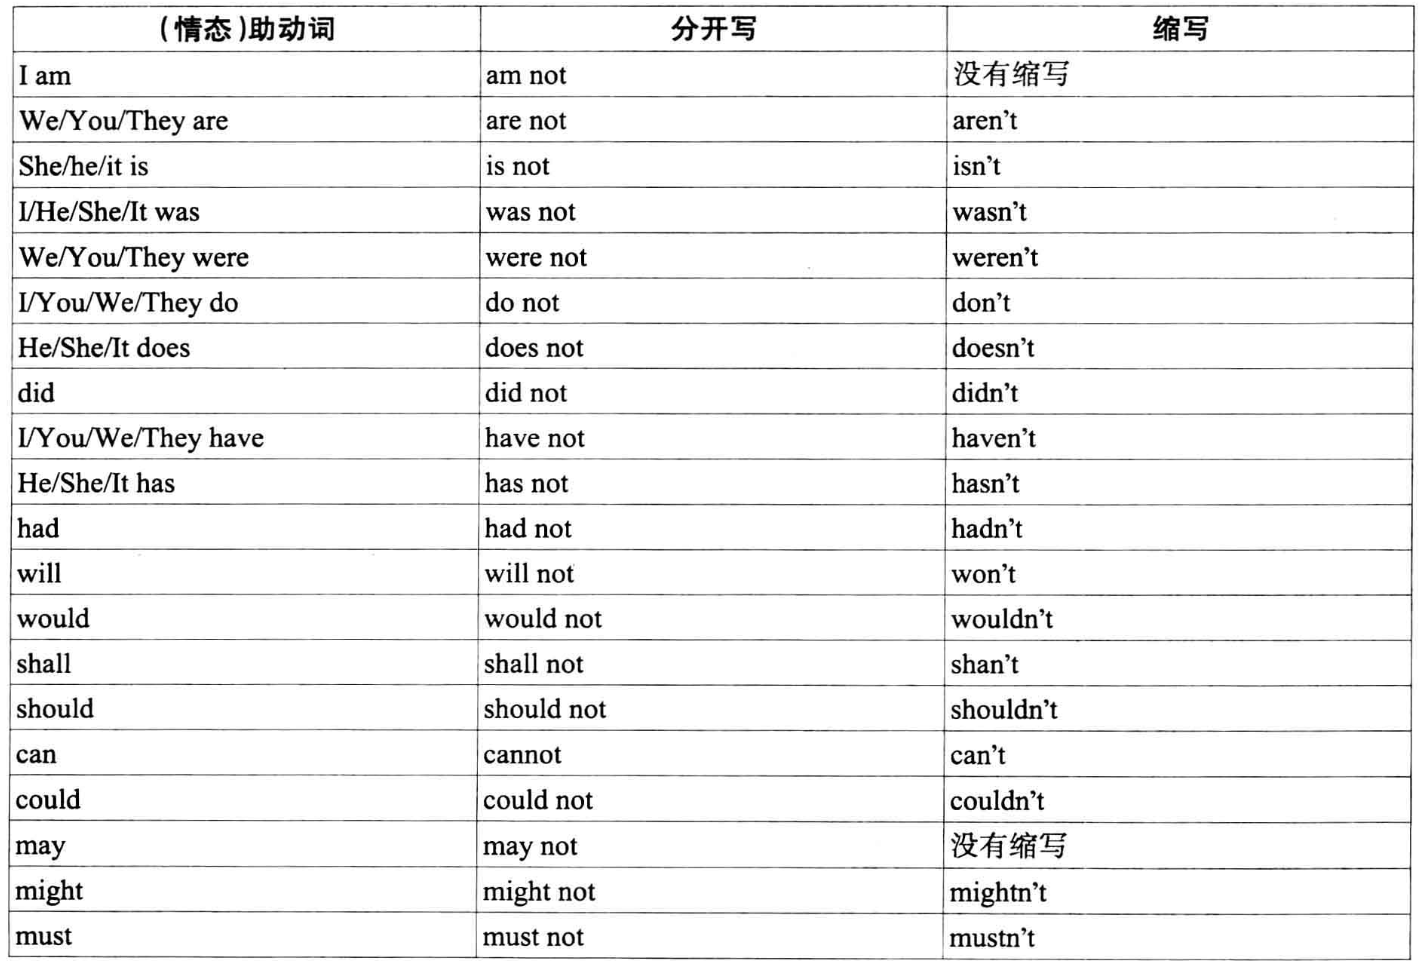 (情态)助动词 分开写 缩写
I am am not 没有缩写
We/You/They are are not aren't
She/he/it is is not isn't
I/He/She/It was was not wasn't
We/You/They were were not weren't
I/You/We/They do do not don't
He/She/It does does not doesn't
did did not didn't
I/You/We/They have have not haven't
He/She/It has has not hasn't
had had not hadn't
will will not won't
would would not wouldn't
shall shall not shan't
should should not shouldn't
can cannot can't
could could not couldn't
may may not 没有缩写
might might not mightn't
must must not mustn't